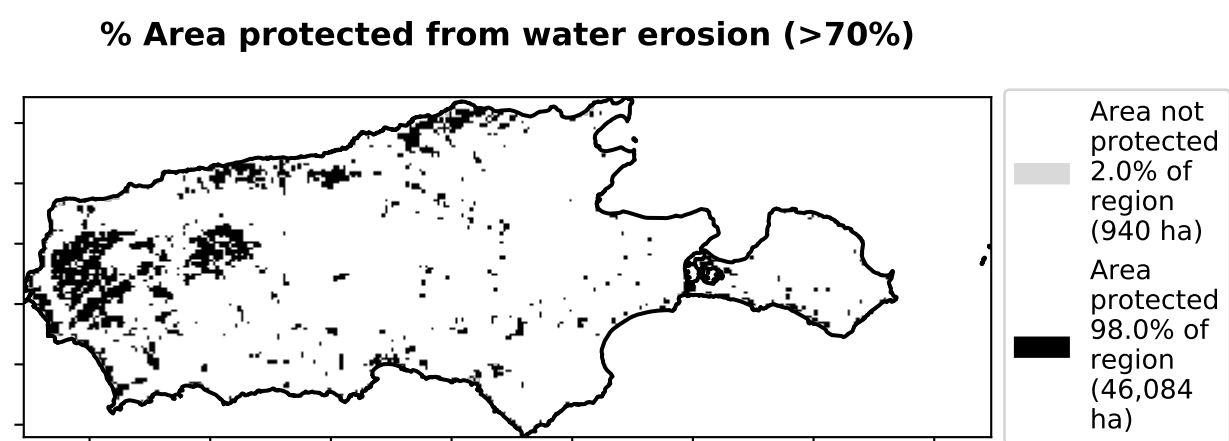 % Area protected from water erosion (>70%)
Area not
protected
2.0% of
region
(940 ha)
Area
protected
98.0% of
region
(46,084
ha)